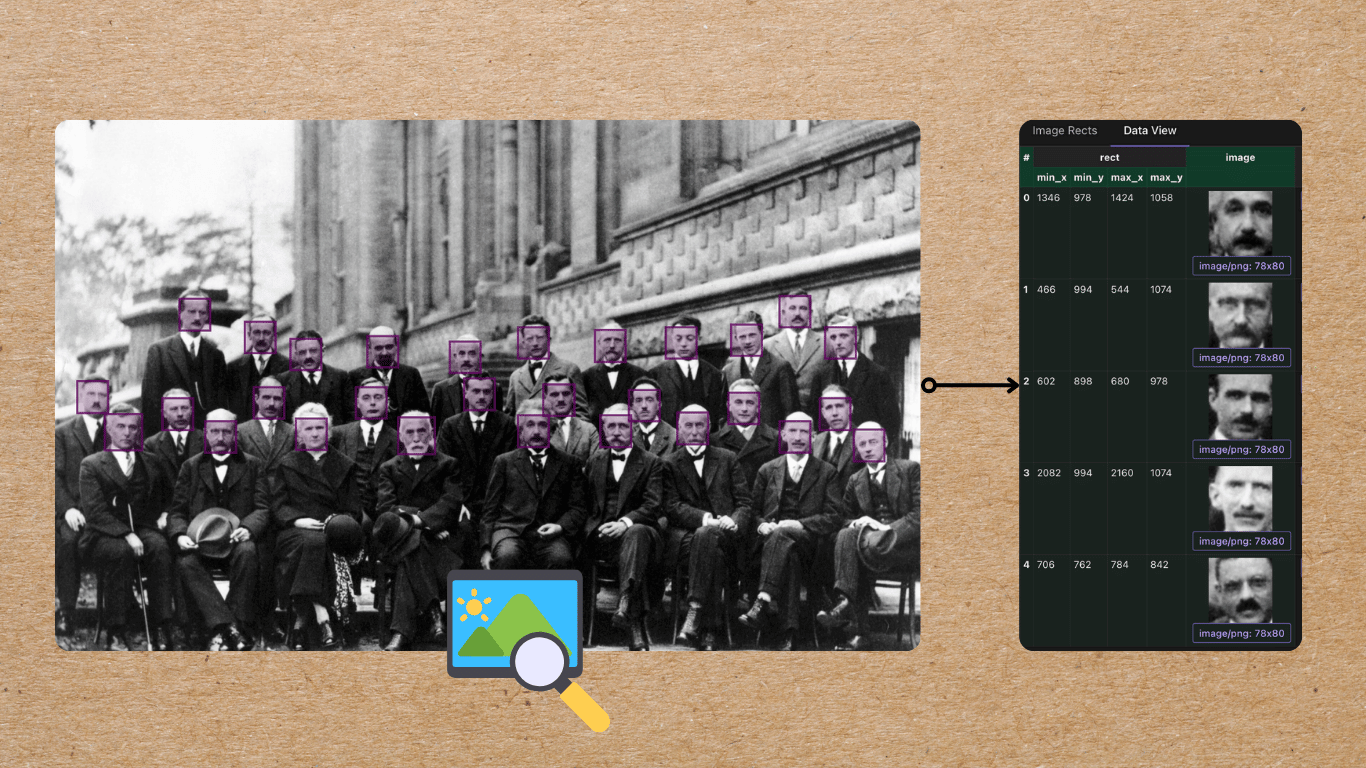 Image Rects Data View
# rect image
min_x min_y max_x max_y
0 1346 978 1424 1058
image/png: 78x80
1 466 994 544 1074
image/png: 78x80
2 602 898 680 978
image/png: 78x80
3 2082 994 2160 1074
image/png: 78x80
4 706 762 784 842
image/png: 78x80